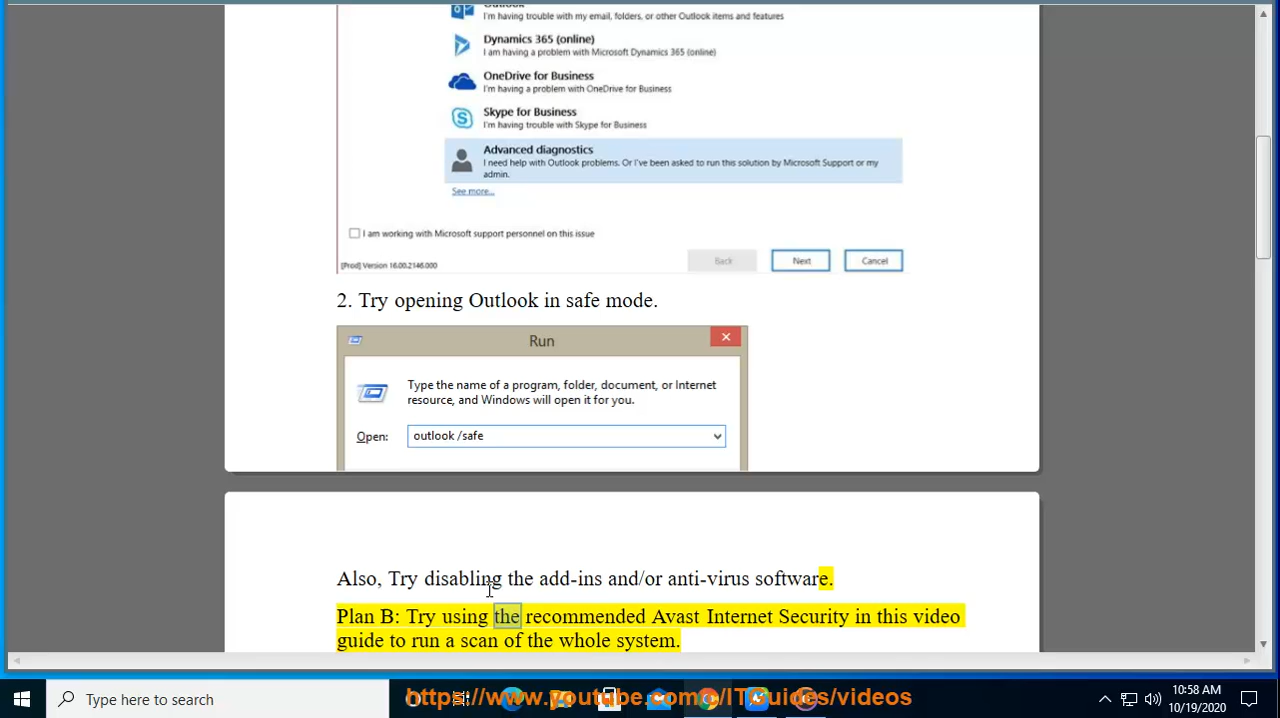 Outlook
I'm having trouble with my email, folders, or other Outlook items and features
Dynamics 365 (online)
I am having a problem with Microsoft Dynamics 365 (online)
OneDrive for Business
I'm having a problem with OneDrive for Business
Skype for Business
I'm having trouble with Skype for Business
Advanced diagnostics
I need help with Outlook problems. Or I've been asked to run this solution by Microsoft Support or my
admin.
See more...
I am working with Microsoft support personnel on this issue
Back Next Cancel
[Prod] Version 16.00.2146.000
2. Try opening Outlook in safe mode.
Run
Type the name of a program, folder, document, or Internet
resource, and Windows will open it for you.
Open: outlook /safe
Also, Try disabling the add-ins and/or anti-virus software.
Plan B: Try using the recommended Avast Internet Security in this video
guide to run a scan of the whole system.
Type here to search
https://www.youtube.com/c/ITGuides/videos
10:58 AM
10/19/2020